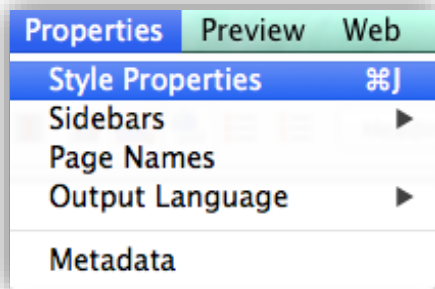 Properties Preview Web
Style Properties ⌘J
Sidebars ▶
Page Names
Output Language ▶
Metadata